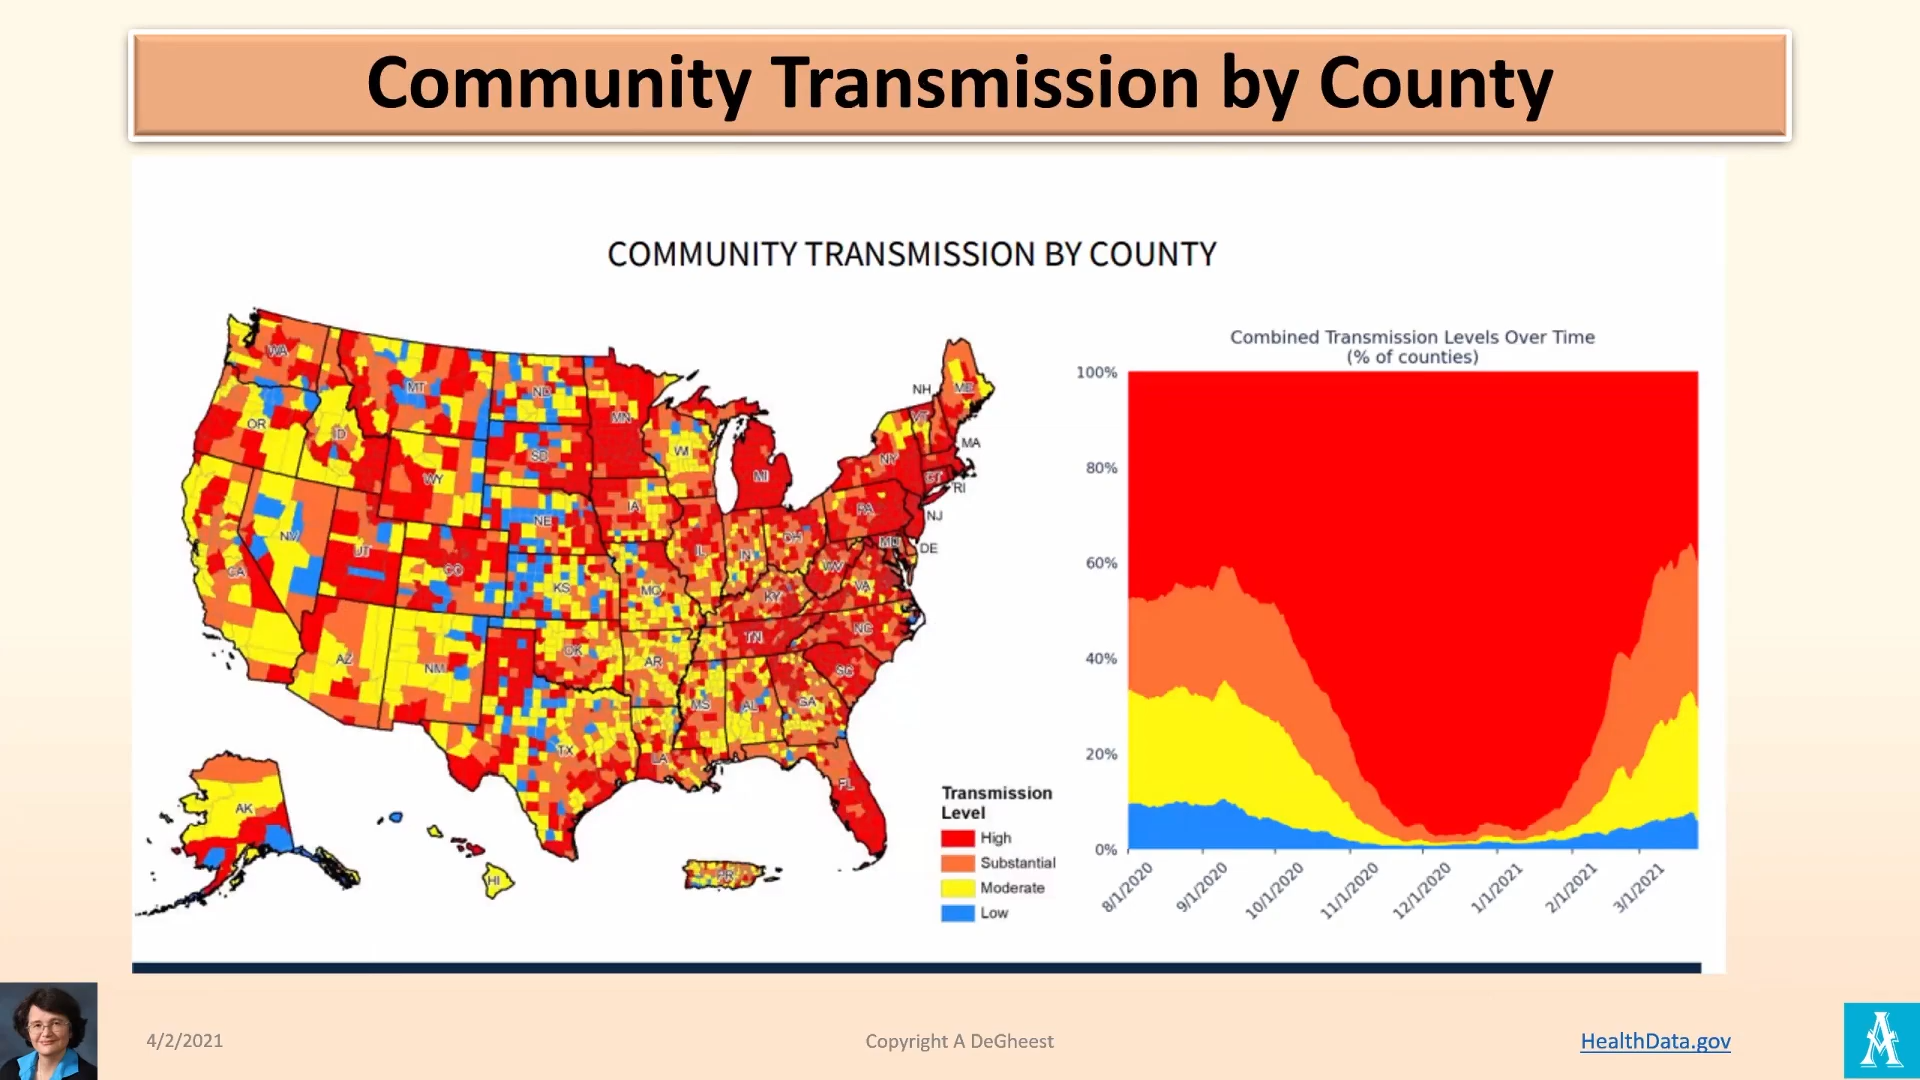 Community Transmission by County
COMMUNITY TRANSMISSION BY COUNTY
WA
MT
ND
MN
OR
ID
SD
WI
WY
MI
NY
VT
NH
ME
MA
CT
RI
NJ
PA
IA
NE
NV
UT
CO
IL
IN
OH
MD
DE
WV
VA
CA
KS
MO
KY
NC
TN
AZ
NM
OK
AR
SC
MS
AL
GA
TX
LA
FL
AK
HI
PR
Transmission
Level
High
Substantial
Moderate
Low
Combined Transmission Levels Over Time
(% of counties)
100%
80%
60%
40%
20%
0%
8/1/2020
9/1/2020
10/1/2020
11/1/2020
12/1/2020
1/1/2021
2/1/2021
3/1/2021
4/2/2021
Copyright A DeGheest
HealthData.gov
A